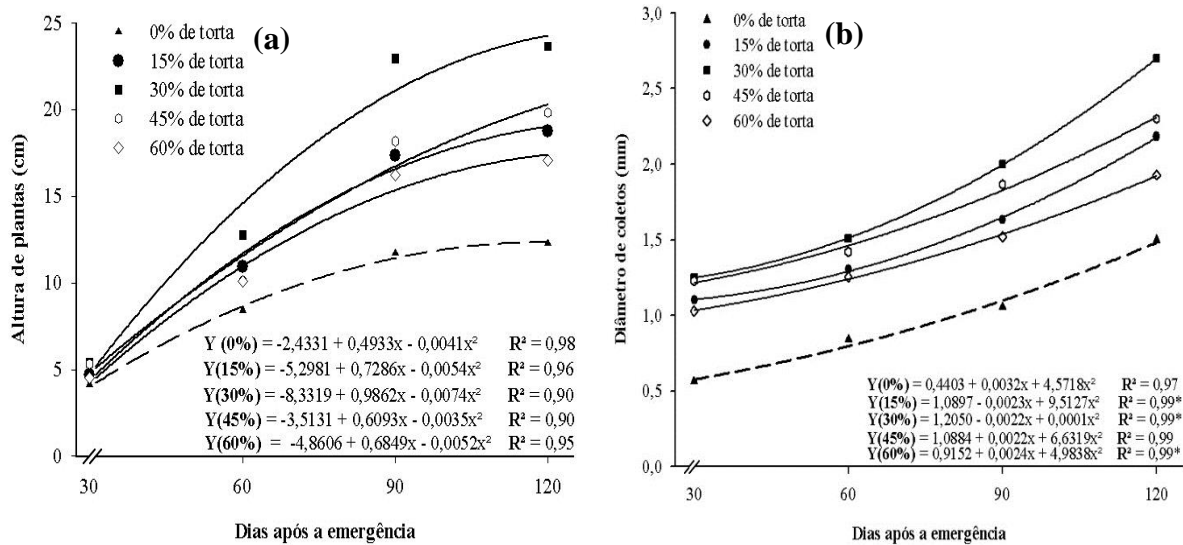 (a)
0% de torta
15% de torta
30% de torta
45% de torta
60% de torta
Altura de plantas (cm)
25
20
15
10
5
0
Y (0%) = -2,4331 + 0,4933x - 0,0041x² R² = 0,98
Y(15%) = -5,2981 + 0,7286x - 0,0054x² R² = 0,96
Y(30%) = -8,3319 + 0,9862x - 0,0074x² R² = 0,90
Y(45%) = -3,5131 + 0,6093x - 0,0035x² R² = 0,90
Y(60%) = -4,8606 + 0,6849x - 0,0052x² R² = 0,95
30 60 90 120
Dias após a emergência
(b)
0% de torta
15% de torta
30% de torta
45% de torta
60% de torta
Diâmetro de coletos (mm)
3,0
2,5
2,0
1,5
1,0
0,5
0,0
Y(0%) = 0,4403 + 0,0032x + 4,5718x² R² = 0,97
Y(15%) = 1,0897 - 0,0023x + 9,5127x² R² = 0,99*
Y(30%) = 1,2050 - 0,0022x + 0,0001x² R² = 0,99*
Y(45%) = 1,0884 + 0,0022x + 6,6319x² R² = 0,99
Y(60%) = 0,9152 + 0,0024x + 4,9838x² R² = 0,99*
30 60 90 120
Dias após a emergência